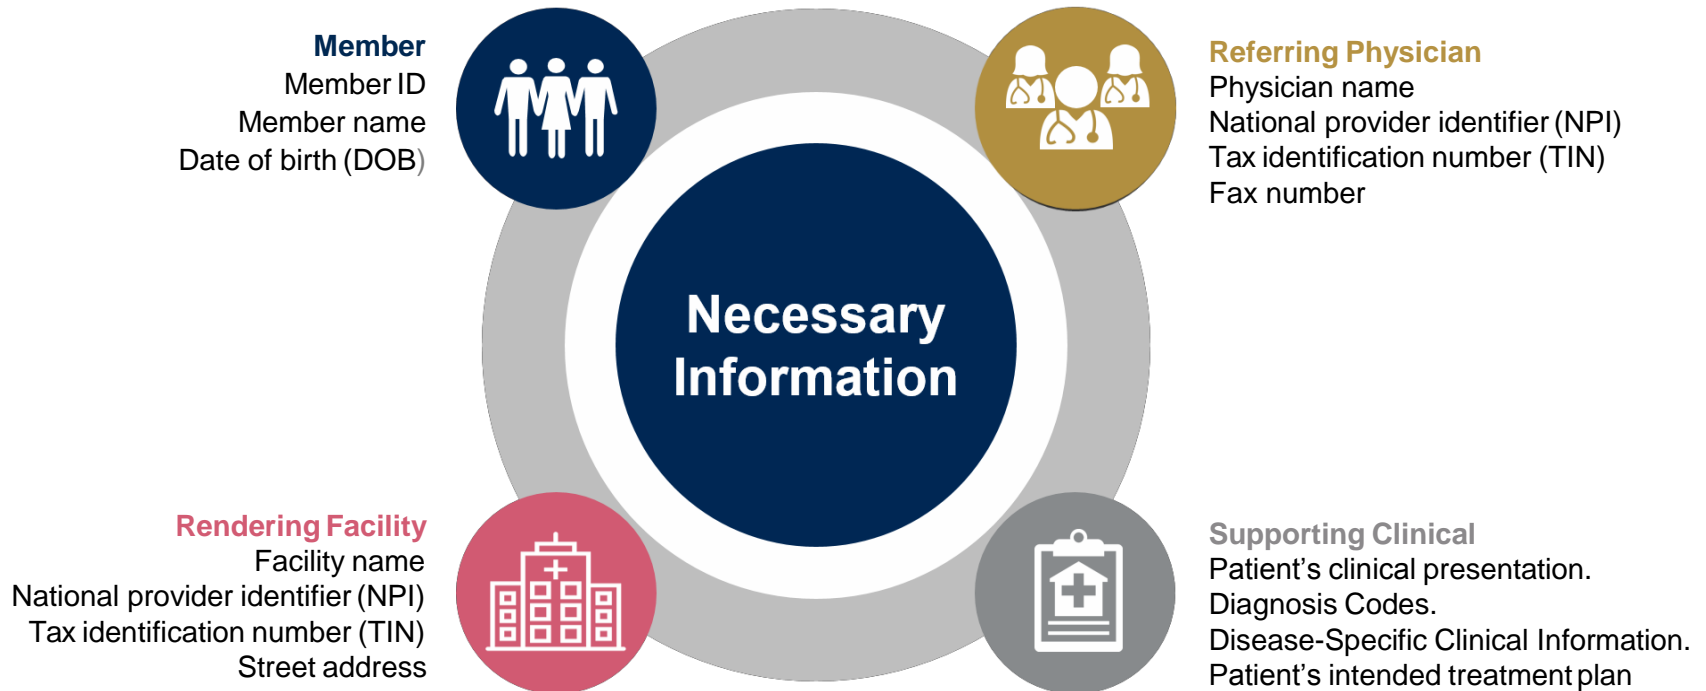 Member
Member ID
Member name
Date of birth (DOB)
Referring Physician
Physician name
National provider identifier (NPI)
Tax identification number (TIN)
Fax number
Necessary
Information
Rendering Facility
Facility name
National provider identifier (NPI)
Tax identification number (TIN)
Street address
Supporting Clinical
Patient’s clinical presentation.
Diagnosis Codes.
Disease-Specific Clinical Information.
Patient’s intended treatment plan